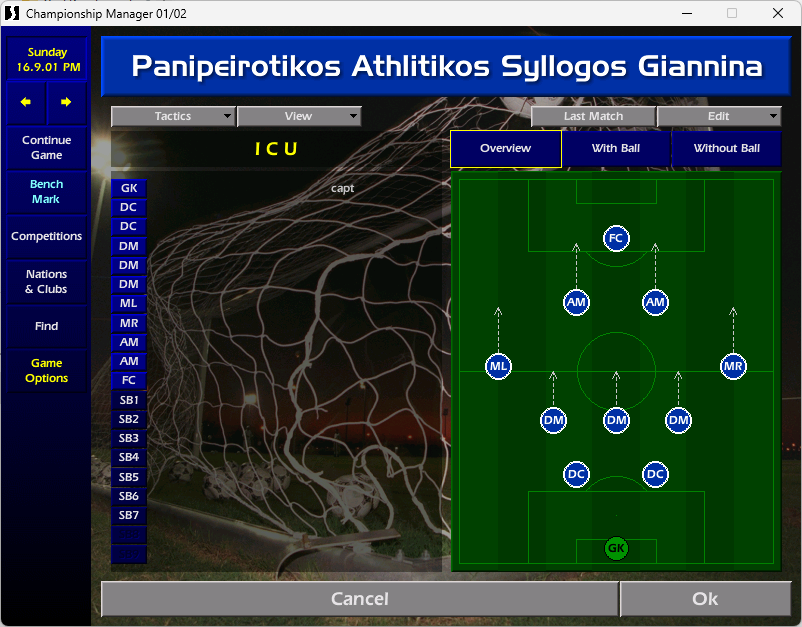 Championship Manager 01/02
Sunday
16.9.01 PM
Panipeirotikos Athlitikos Syllogos Giannina
Continue
Game
Bench
Mark
Competitions
Nations
& Clubs
Find
Game
Options
Tactics
View
Last Match
Edit
I C U
Overview
With Ball
Without Ball
GK
capt
DC
DC
DM
DM
DM
ML
MR
AM
AM
FC
SB1
SB2
SB3
SB4
SB5
SB6
SB7
FC
AM
AM
ML
MR
DM
DM
DM
DC
DC
GK
Cancel
Ok